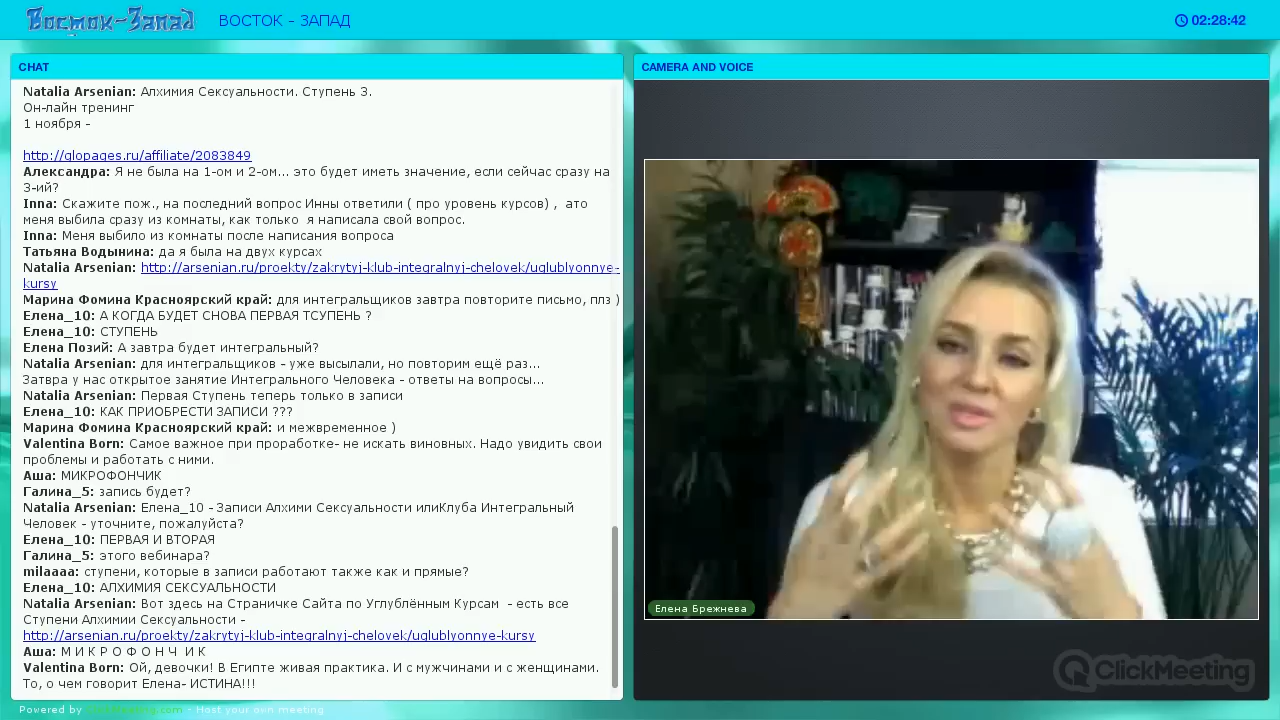 Восток-Запад
ВОСТОК - ЗАПАД
02:28:42
CHAT
Natalia Arsenian: Алхимия Сексуальности. Ступень 3.
Он-лайн тренинг
1 ноября -
http://glopages.ru/affiliate/2083849
Александра: Я не была на 1-ом и 2-ом... это будет иметь значение, если сейчас сразу на
3-ий?
Inna: Скажите пож., на последний вопрос Инны ответили ( про уровень курсов) , ато
меня выбила сразу из комнаты, как только я написала свой вопрос.
Inna: Меня выбило из комнаты после написания вопроса
Татьяна Водынина: да я была на двух курсах
Natalia Arsenian: http://arsenian.ru/proekty/zakrytyj-klub-integralnyj-chelovek/uglublyonnye-
kursy
Марина Фомина Красноярский край: для интегральщиков завтра повторите письмо, плз )
Елена_10: А КОГДА БУДЕТ СНОВА ПЕРВАЯ ТСУПЕНЬ ?
Елена_10: СТУПЕНЬ
Елена Позий: А завтра будет интегральный?
Natalia Arsenian: для интегральщиков - уже высылали, но повторим ещё раз...
Затвра у нас открытое занятие Интегрального Человека - ответы на вопросы...
Natalia Arsenian: Первая Ступень теперь только в записи
Елена_10: КАК ПРИОБРЕСТИ ЗАПИСИ ???
Марина Фомина Красноярский край: и межвременное )
Valentina Born: Самое важное при проработке- не искать виновных. Надо увидить свои
проблемы и работать с ними.
Аша: МИКРОФОНЧИК
Галина_5: запись будет?
Natalia Arsenian: Елена_10 - Записи Алхими Сексуальности илиКлуба Интегральный
Человек - уточните, пожалуйста?
Елена_10: ПЕРВАЯ И ВТОРАЯ
Галина_5: этого вебинара?
milaaaa: ступени, которые в записи работают также как и прямые?
Елена_10: АЛХИМИЯ СЕКСУАЛЬНОСТИ
Natalia Arsenian: Вот здесь на Страничке Сайта по Углублённым Курсам - есть все
Ступени Алхимии Сексуальности -
http://arsenian.ru/proekty/zakrytyj-klub-integralnyj-chelovek/uglublyonnye-kursy
Аша: М И К Р О Ф О Н Ч И К
Valentina Born: Ой, девочки! В Египте живая практика. И с мужчинами и с женщинами.
То, о чем говорит Елена- ИСТИНА!!!
Powered by ClickMeeting.com - Host your own meeting
CAMERA AND VOICE
Елена Брежнева
ClickMeeting